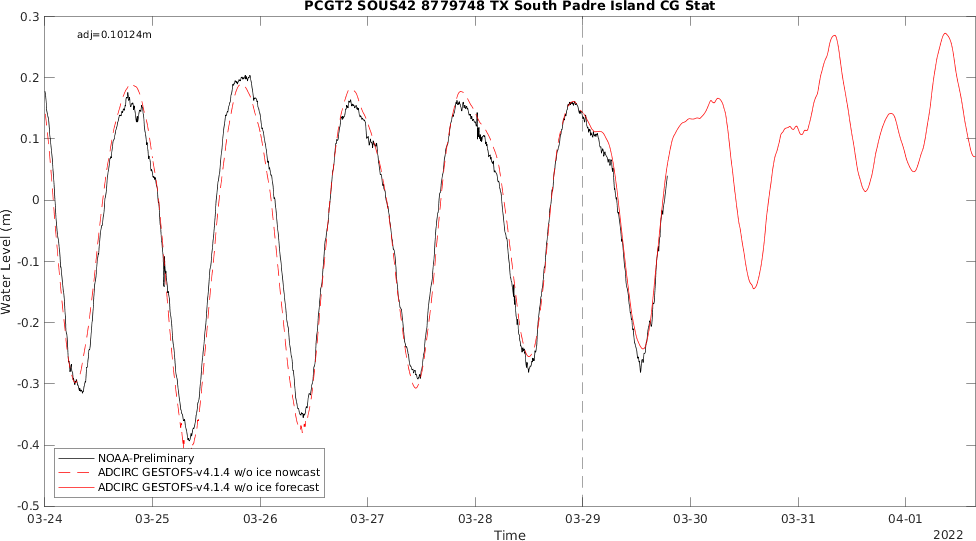 PCGT2 SOUS42 8779748 TX South Padre Island CG Stat
adj=0.10124m
0.3
0.2
0.1
0
-0.1
-0.2
-0.3
-0.4
-0.5
Water Level (m)
NOAA-Preliminary
ADCIRC GESTOFS-v4.1.4 w/o ice nowcast
ADCIRC GESTOFS-v4.1.4 w/o ice forecast
03-24 03-25 03-26 03-27 03-28 03-29 03-30 03-31 04-01
Time
2022